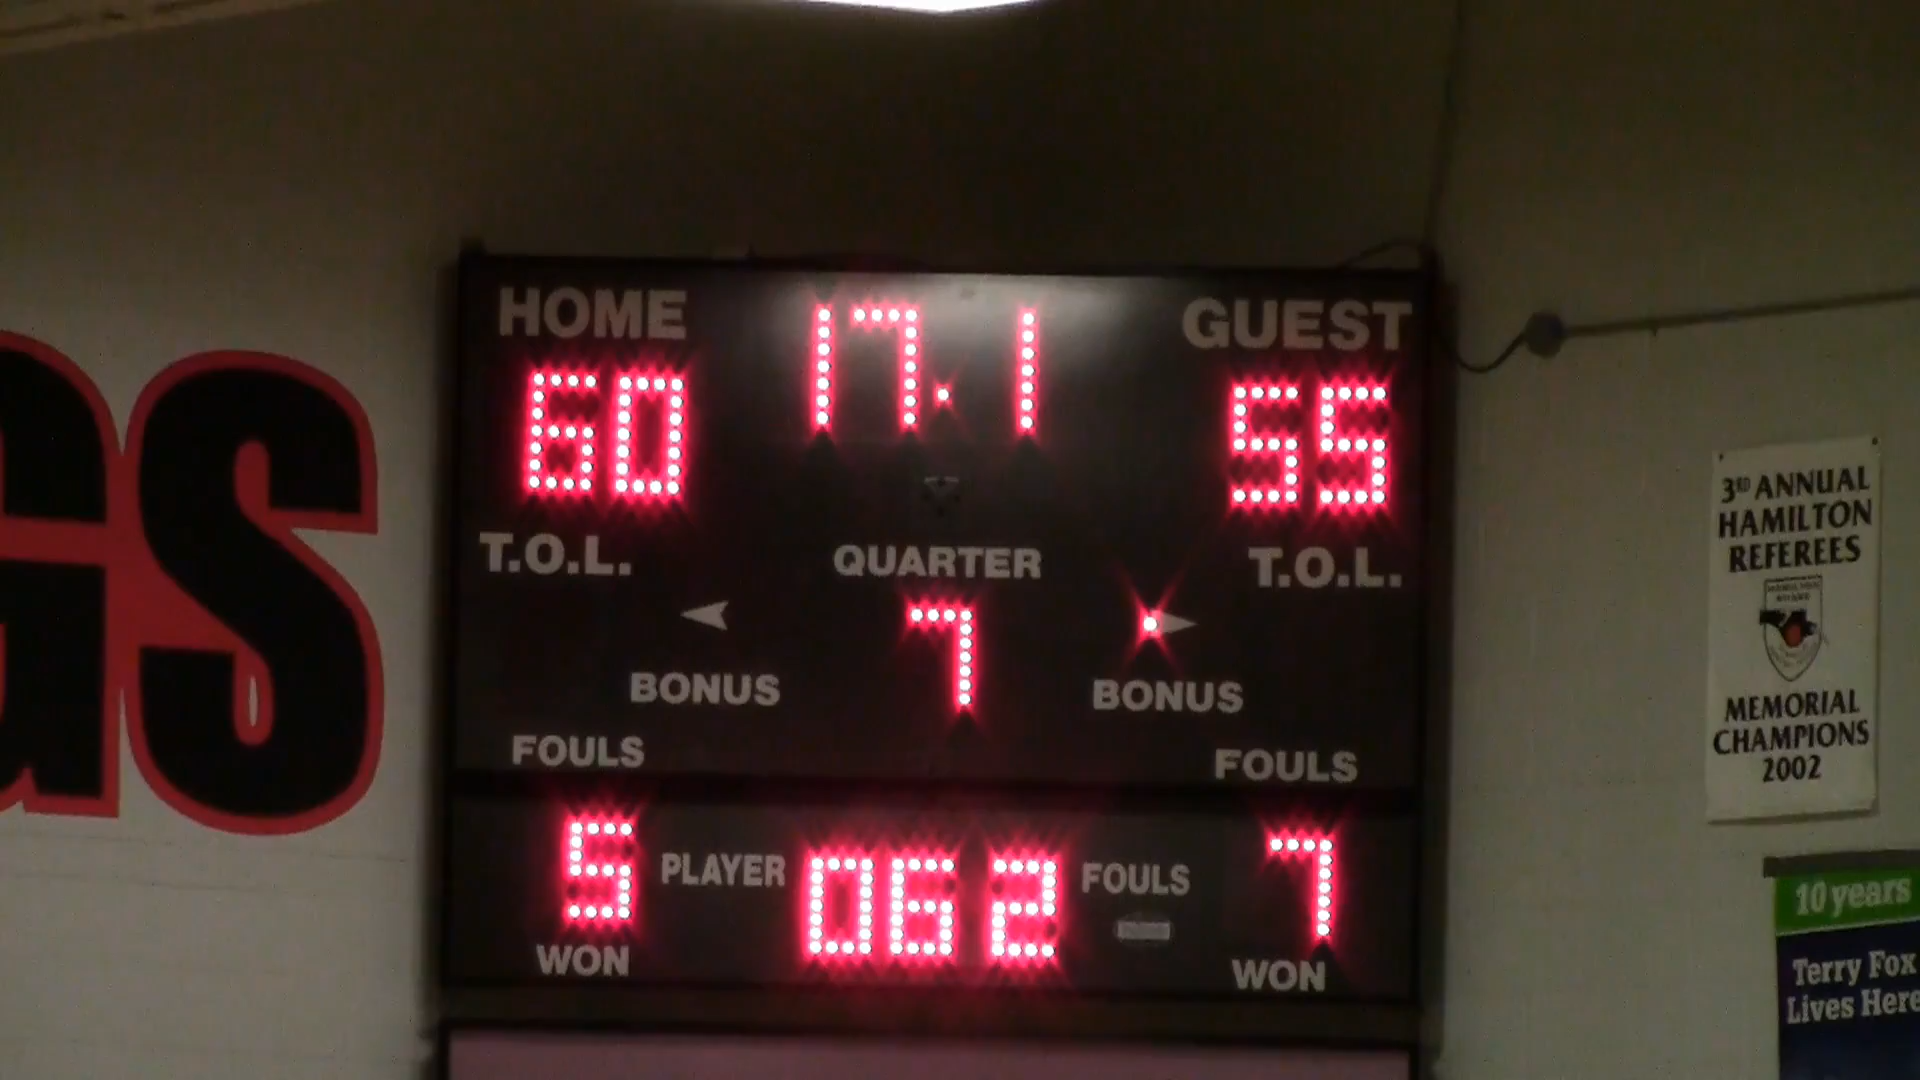 GS
HOME 17.1 GUEST
60 55
T.O.L. QUARTER T.O.L.
7
BONUS BONUS
FOULS FOULS
5 PLAYER 062 FOULS 7
WON WON
3RD ANNUAL
HAMILTON
REFEREES
MEMORIAL
CHAMPIONS
2002
10 years
Terry Fox
Lives Here